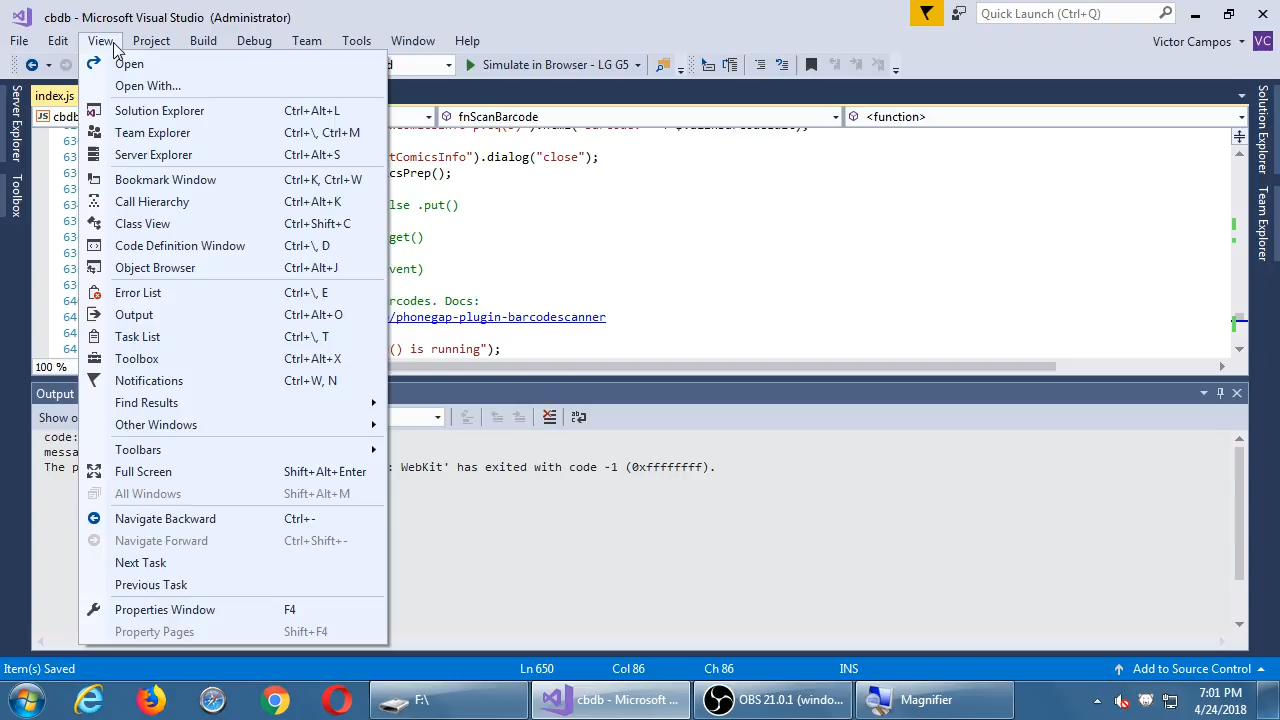 cbdb - Microsoft Visual Studio (Administrator)
Quick Launch (Ctrl+Q)
File Edit View Project Build Debug Team Tools Window Help
Victor Campos VC
Simulate in Browser - LG G5
index.js
cbdb
fnScanBarcode
<function>
Server Explorer
Toolbox
Solution Explorer
Team Explorer
Open
Open With...
Solution Explorer Ctrl+Alt+L
Team Explorer Ctrl+\, Ctrl+M
Server Explorer Ctrl+Alt+S
Bookmark Window Ctrl+K, Ctrl+W
Call Hierarchy Ctrl+Alt+K
Class View Ctrl+Shift+C
Code Definition Window Ctrl+\, D
Object Browser Ctrl+Alt+J
Error List Ctrl+\, E
Output Ctrl+Alt+O
Task List Ctrl+\, T
Toolbox Ctrl+Alt+X
Notifications Ctrl+W, N
Find Results
Other Windows
Toolbars
Full Screen Shift+Alt+Enter
All Windows Shift+Alt+M
Navigate Backward Ctrl+-
Navigate Forward Ctrl+Shift+-
Next Task
Previous Task
Properties Window F4
Property Pages Shift+F4
tComicsInfo").dialog("close");
csPrep();
lse .put()
get()
vent)
rcodes. Docs:
/phonegap-plugin-barcodescanner
() is running");
100 %
Output
Show o
code:
messa
The p
: WebKit' has exited with code -1 (0xffffffff).
Item(s) Saved Ln 650 Col 86 Ch 86 INS Add to Source Control
F:\ cbdb - Microsoft ... OBS 21.0.1 (windo... Magnifier
7:01 PM
4/24/2018